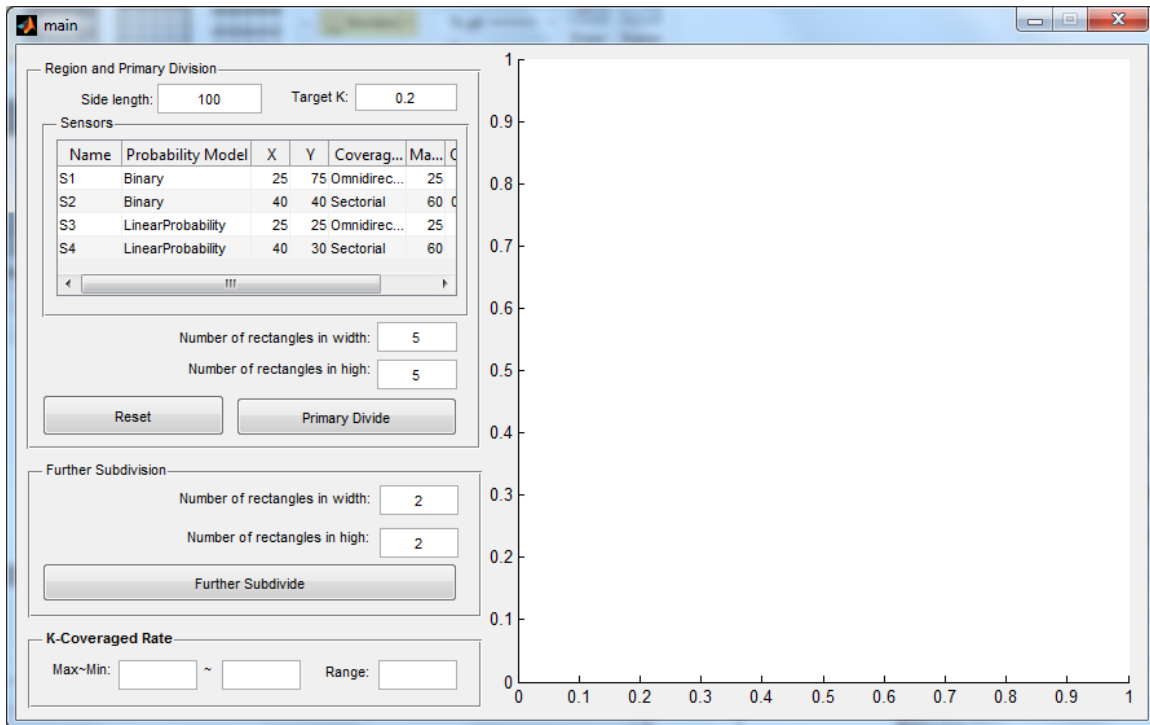 main
Region and Primary Division
Side length: 100 Target K: 0.2
Sensors
Name Probability Model X Y Coverag... Ma...
S1 Binary 25 75 Omnidirec... 25
S2 Binary 40 40 Sectorial 60
S3 LinearProbability 25 25 Omnidirec... 25
S4 LinearProbability 40 30 Sectorial 60
Number of rectangles in width: 5
Number of rectangles in high: 5
Reset Primary Divide
Further Subdivision
Number of rectangles in width: 2
Number of rectangles in high: 2
Further Subdivide
K-Coveraged Rate
Max~Min: ~ Range:
1
0.9
0.8
0.7
0.6
0.5
0.4
0.3
0.2
0.1
0
0 0.1 0.2 0.3 0.4 0.5 0.6 0.7 0.8 0.9 1